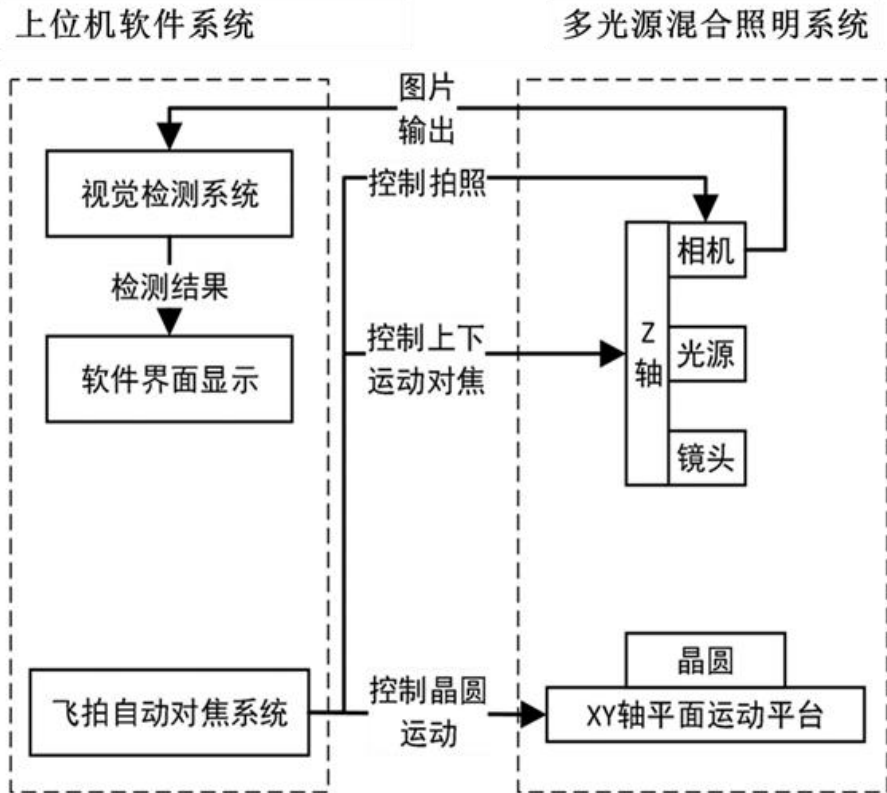 上位机软件系统
多光源混合照明系统
图片
输出
视觉检测系统
控制拍照
相机
检测结果
Z
轴
控制上下
运动对焦
光源
软件界面显示
镜头
晶圆
飞拍自动对焦系统
控制晶圆
运动
XY轴平面运动平台